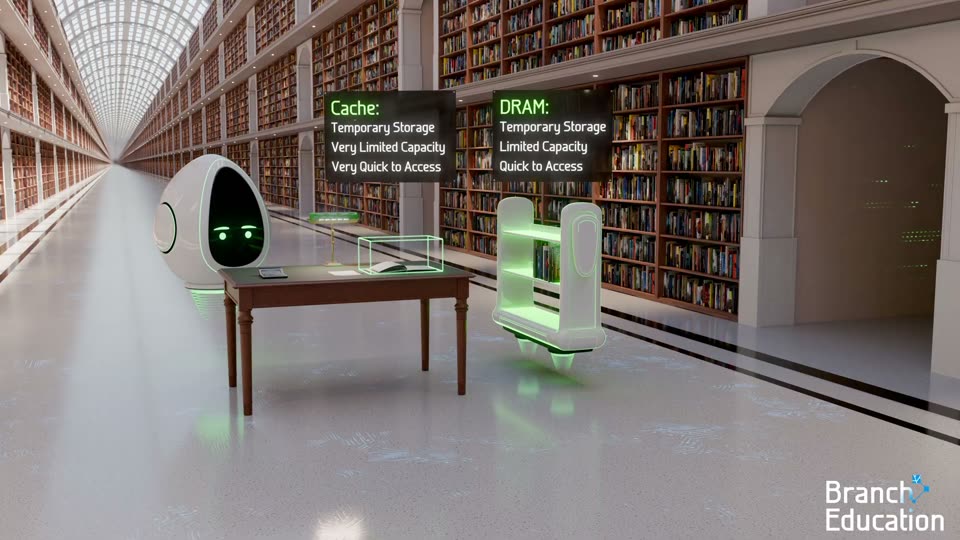 Cache:
Temporary Storage
Very Limited Capacity
Very Quick to Access
DRAM:
Temporary Storage
Limited Capacity
Quick to Access
Branch
Education